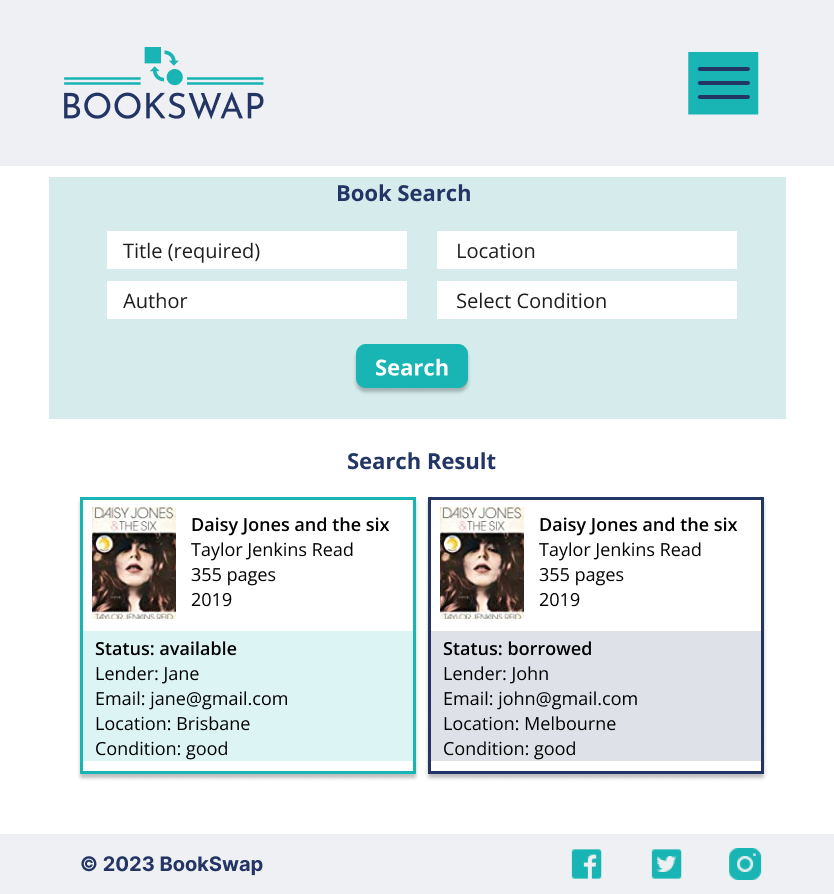 BOOKSWAP
Book Search
Title (required)
Location
Author
Select Condition
Search
Search Result
DAISY JONES
& THE SIX
TAYLOR JENKINS REID
Daisy Jones and the six
Taylor Jenkins Read
355 pages
2019
Status: available
Lender: Jane
Email: jane@gmail.com
Location: Brisbane
Condition: good
DAISY JONES
& THE SIX
TAYLOR JENKINS REID
Daisy Jones and the six
Taylor Jenkins Read
355 pages
2019
Status: borrowed
Lender: John
Email: john@gmail.com
Location: Melbourne
Condition: good
© 2023 BookSwap